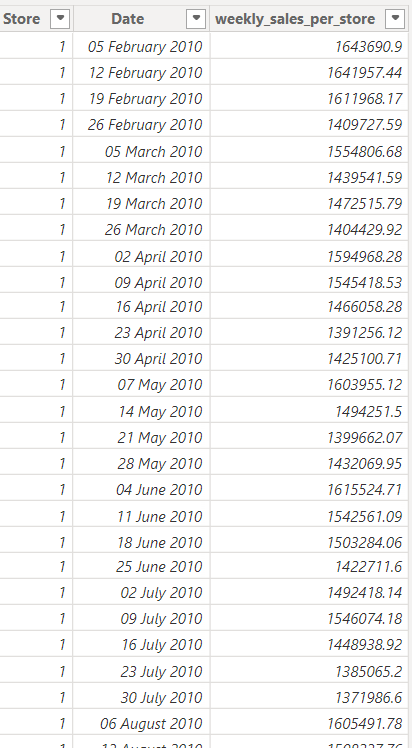 Store Date weekly_sales_per_store
1 05 February 2010 1643690.9
1 12 February 2010 1641957.44
1 19 February 2010 1611968.17
1 26 February 2010 1409727.59
1 05 March 2010 1554806.68
1 12 March 2010 1439541.59
1 19 March 2010 1472515.79
1 26 March 2010 1404429.92
1 02 April 2010 1594968.28
1 09 April 2010 1545418.53
1 16 April 2010 1466058.28
1 23 April 2010 1391256.12
1 30 April 2010 1425100.71
1 07 May 2010 1603955.12
1 14 May 2010 1494251.5
1 21 May 2010 1399662.07
1 28 May 2010 1432069.95
1 04 June 2010 1615524.71
1 11 June 2010 1542561.09
1 18 June 2010 1503284.06
1 25 June 2010 1422711.6
1 02 July 2010 1492418.14
1 09 July 2010 1546074.18
1 16 July 2010 1448938.92
1 23 July 2010 1385065.2
1 30 July 2010 1371986.6
1 06 August 2010 1605491.78